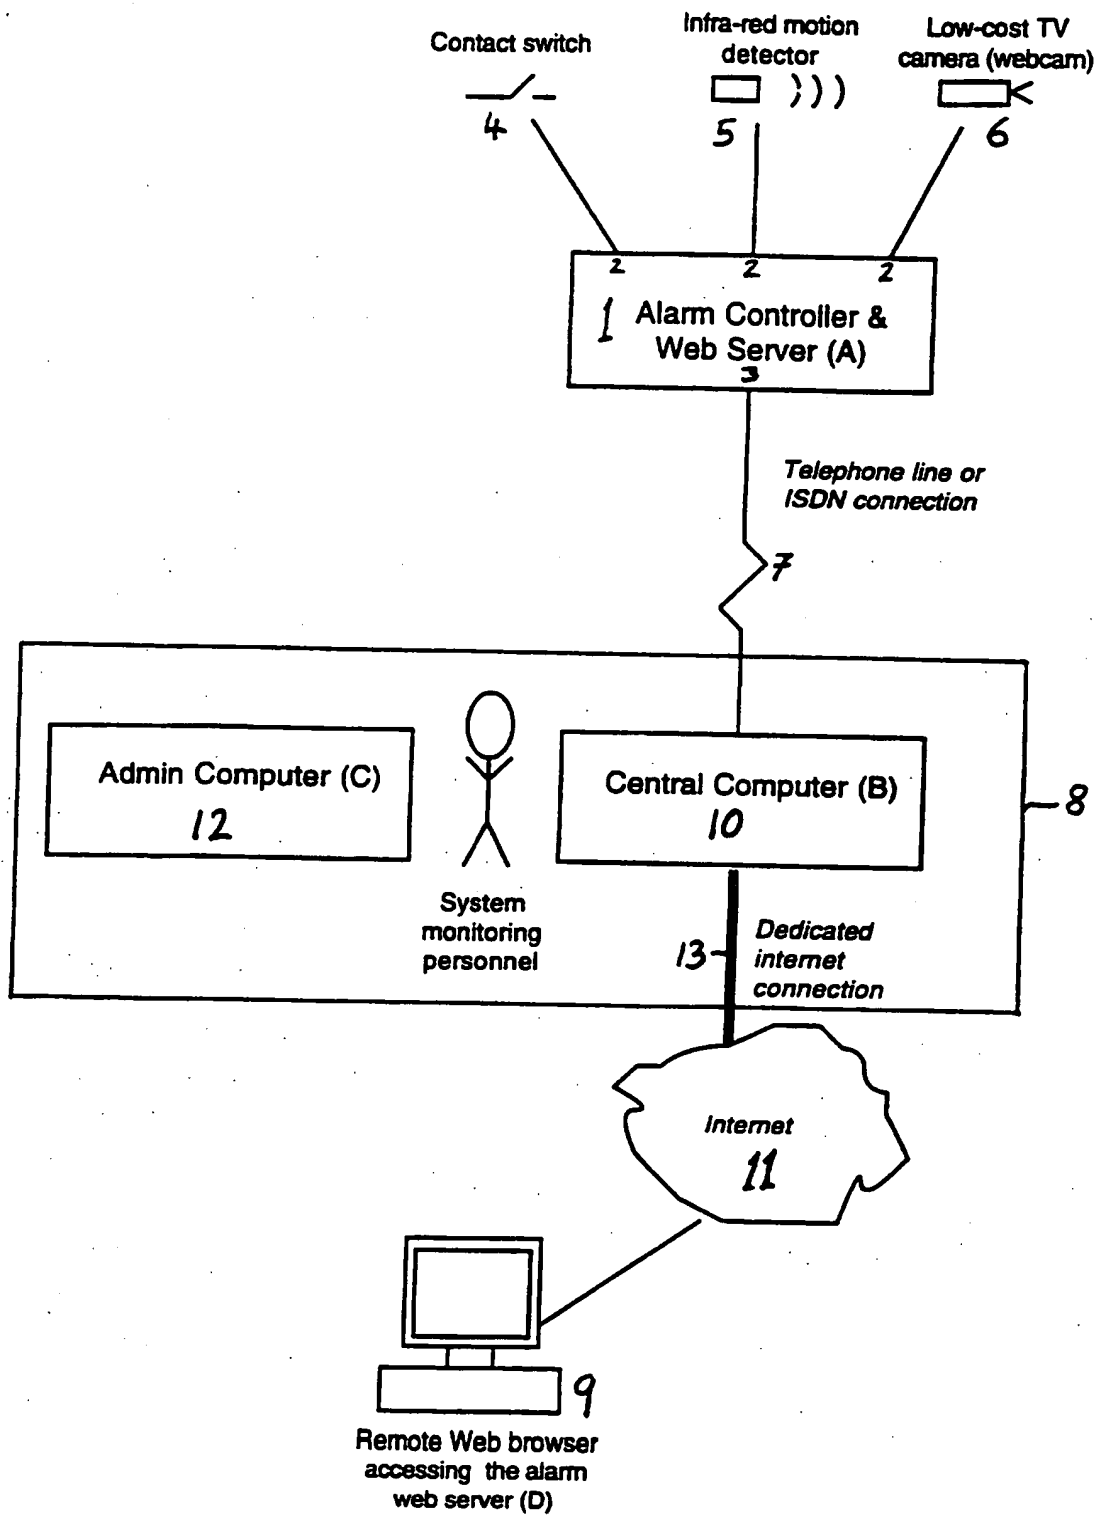 Contact switch
Infra-red motion
detector
Low-cost TV
camera (webcam)
4
5
6
2
2
2
1 Alarm Controller &
Web Server (A)
3
Telephone line or
ISDN connection
7
Admin Computer (C)
12
System
monitoring
personnel
Central Computer (B)
10
8
13
Dedicated
internet
connection
Internet
11
9
Remote Web browser
accessing the alarm
web server (D)